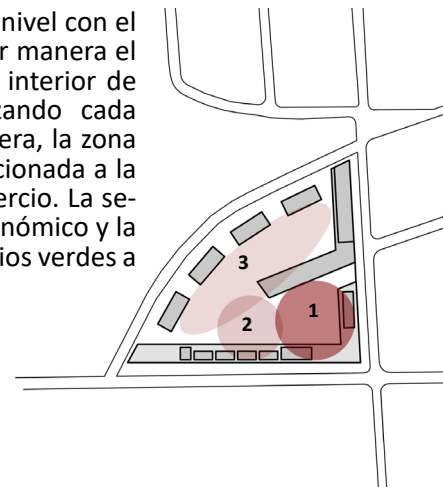 nivel con el
r manera el
interior de
zando cada
era, la zona
cionada a la
ercio. La se-
nómico y la
ios verdes a
3
1
2